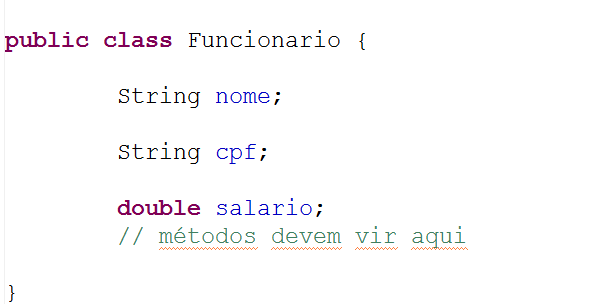 public class Funcionario {
String nome;
String cpf;
double salario;
// métodos devem vir aqui
}